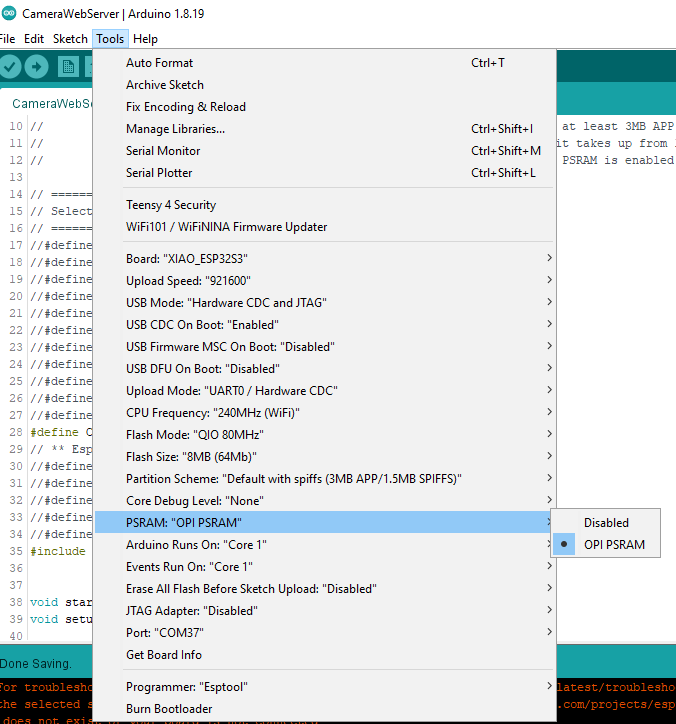 CameraWebServer | Arduino 1.8.19
File Edit Sketch Tools Help
CameraWebSe
Auto Format Ctrl+T
Archive Sketch
Fix Encoding & Reload
Manage Libraries... Ctrl+Shift+I
Serial Monitor Ctrl+Shift+M
Serial Plotter Ctrl+Shift+L
Teensy 4 Security
WiFi101 / WiFiNINA Firmware Updater
Board: "XIAO_ESP32S3"
Upload Speed: "921600"
USB Mode: "Hardware CDC and JTAG"
USB CDC On Boot: "Enabled"
USB Firmware MSC On Boot: "Disabled"
USB DFU On Boot: "Disabled"
Upload Mode: "UART0 / Hardware CDC"
CPU Frequency: "240MHz (WiFi)"
Flash Mode: "QIO 80MHz"
Flash Size: "8MB (64Mb)"
Partition Scheme: "Default with spiffs (3MB APP/1.5MB SPIFFS)"
Core Debug Level: "None"
PSRAM: "OPI PSRAM"
Arduino Runs On: "Core 1"
Events Run On: "Core 1"
Erase All Flash Before Sketch Upload: "Disabled"
JTAG Adapter: "Disabled"
Port: "COM37"
Get Board Info
Programmer: "Esptool"
Burn Bootloader
Disabled
OPI PSRAM
10 // at least 3MB APP
11 // it takes up from
12 // PSRAM is enabled
13
14 // =======
15 // Select
16 // =======
17 //#define
18 //#define
19 //#define
20 //#define
21 //#define
22 //#define
23 //#define
24 //#define
25 //#define
26 //#define
27 //#define
28 #define
29 // ** Esp
30 //#define
31 //#define
32 //#define
33 //#define
34 //#define
35 #include
36
37
38 void star
39 void setu
40
Done Saving.
For troublesho latest/troublesho
the selected s .com/projects/esp
does not exis